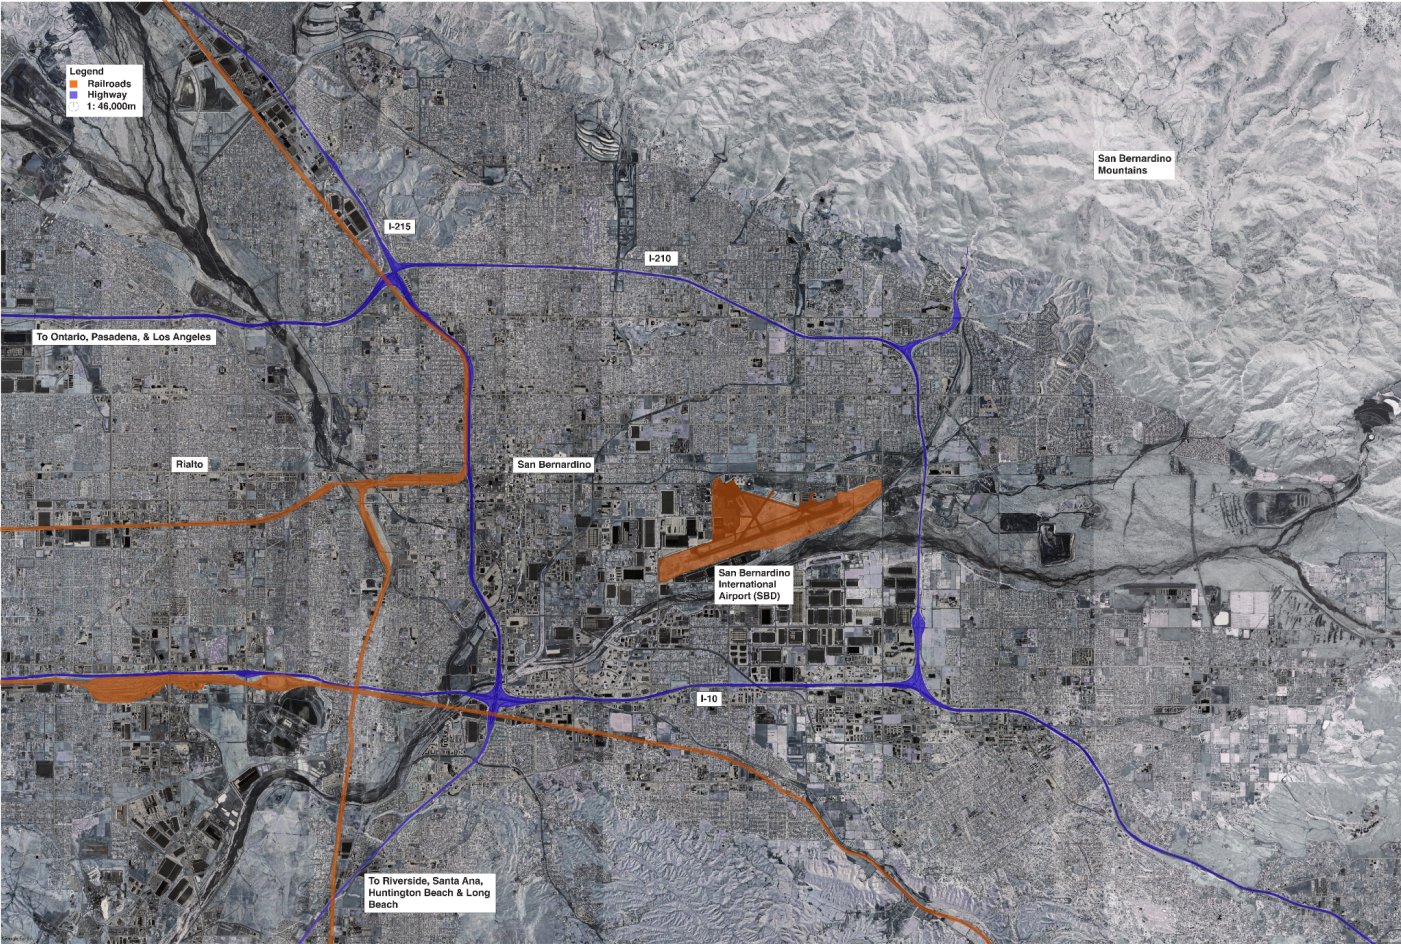 Legend
Railroads
Highway
1: 46,000m
San Bernardino
Mountains
I-215
I-210
To Ontario, Pasadena, & Los Angeles
Rialto
San Bernardino
San Bernardino
International
Airport (SBD)
I-10
To Riverside, Santa Ana,
Huntington Beach & Long
Beach